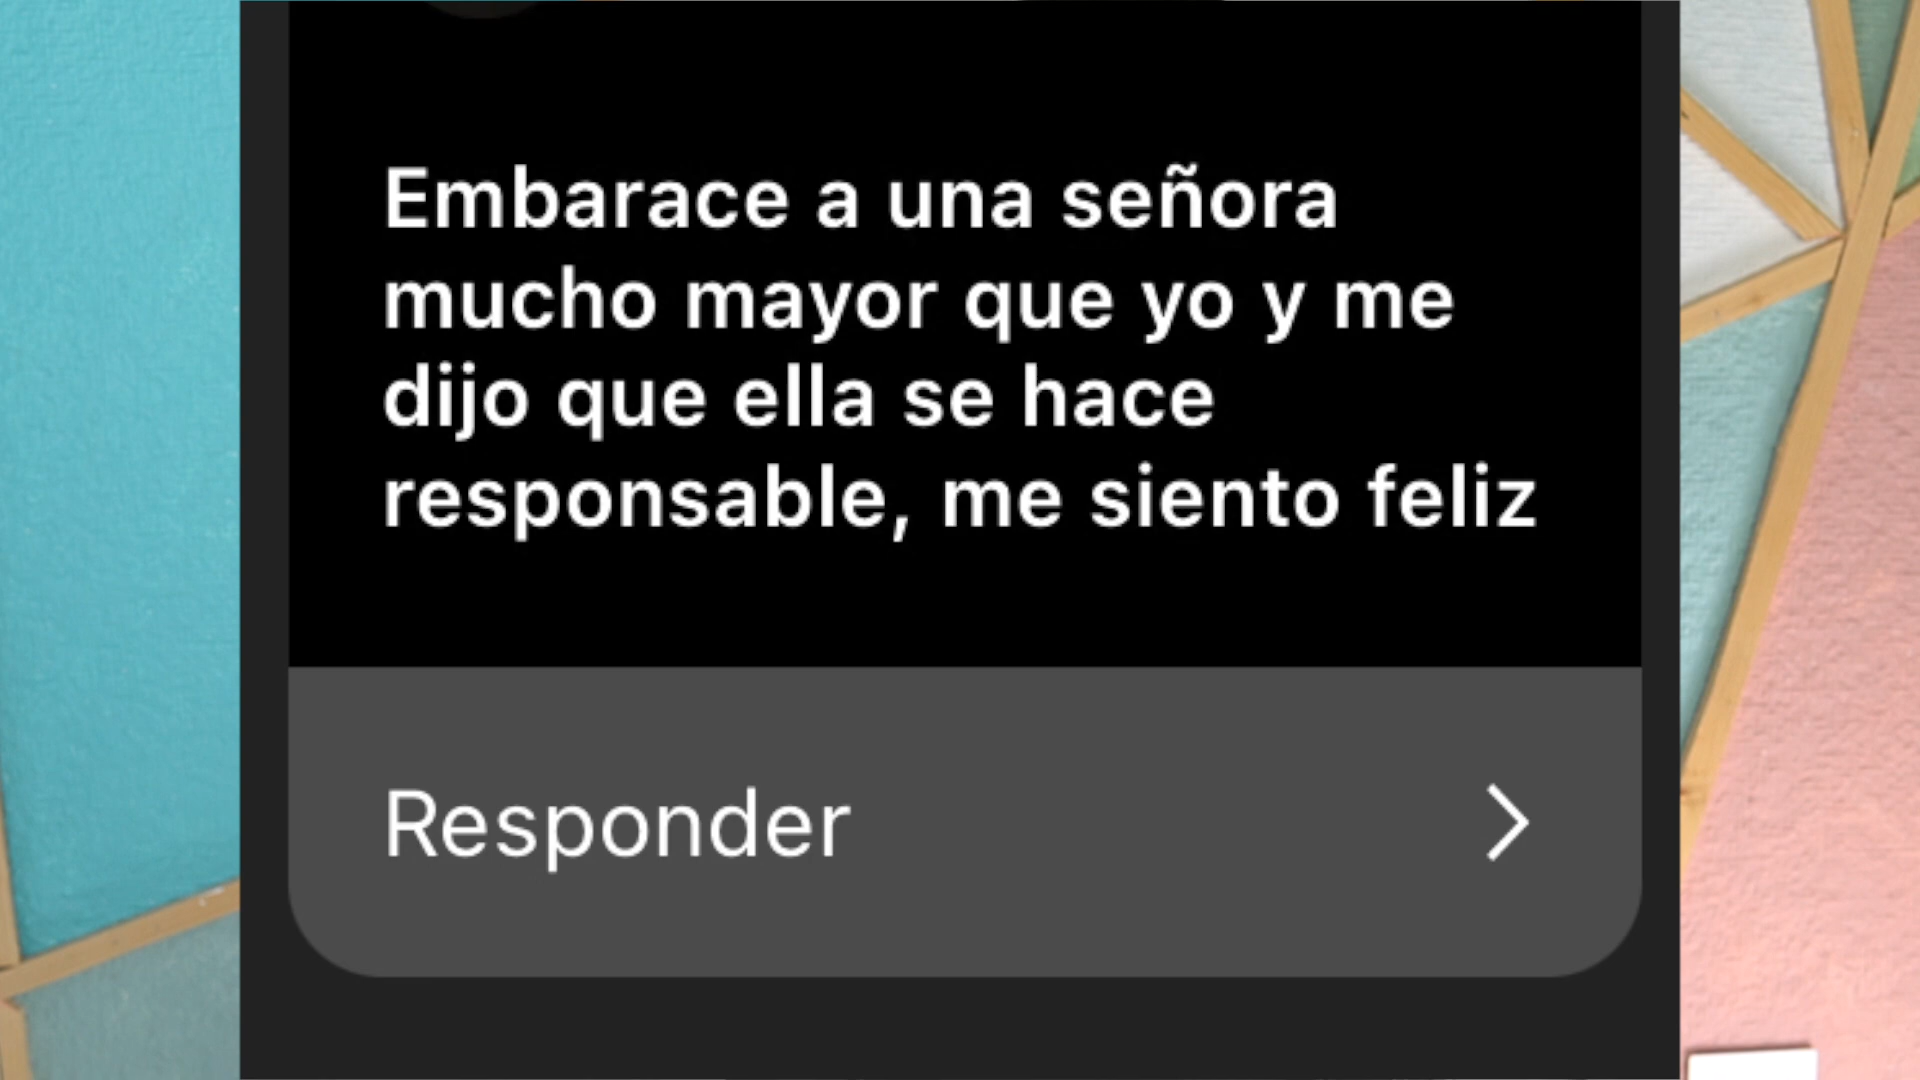 Embarace a una señora
mucho mayor que yo y me
dijo que ella se hace
responsable, me siento feliz
Responder